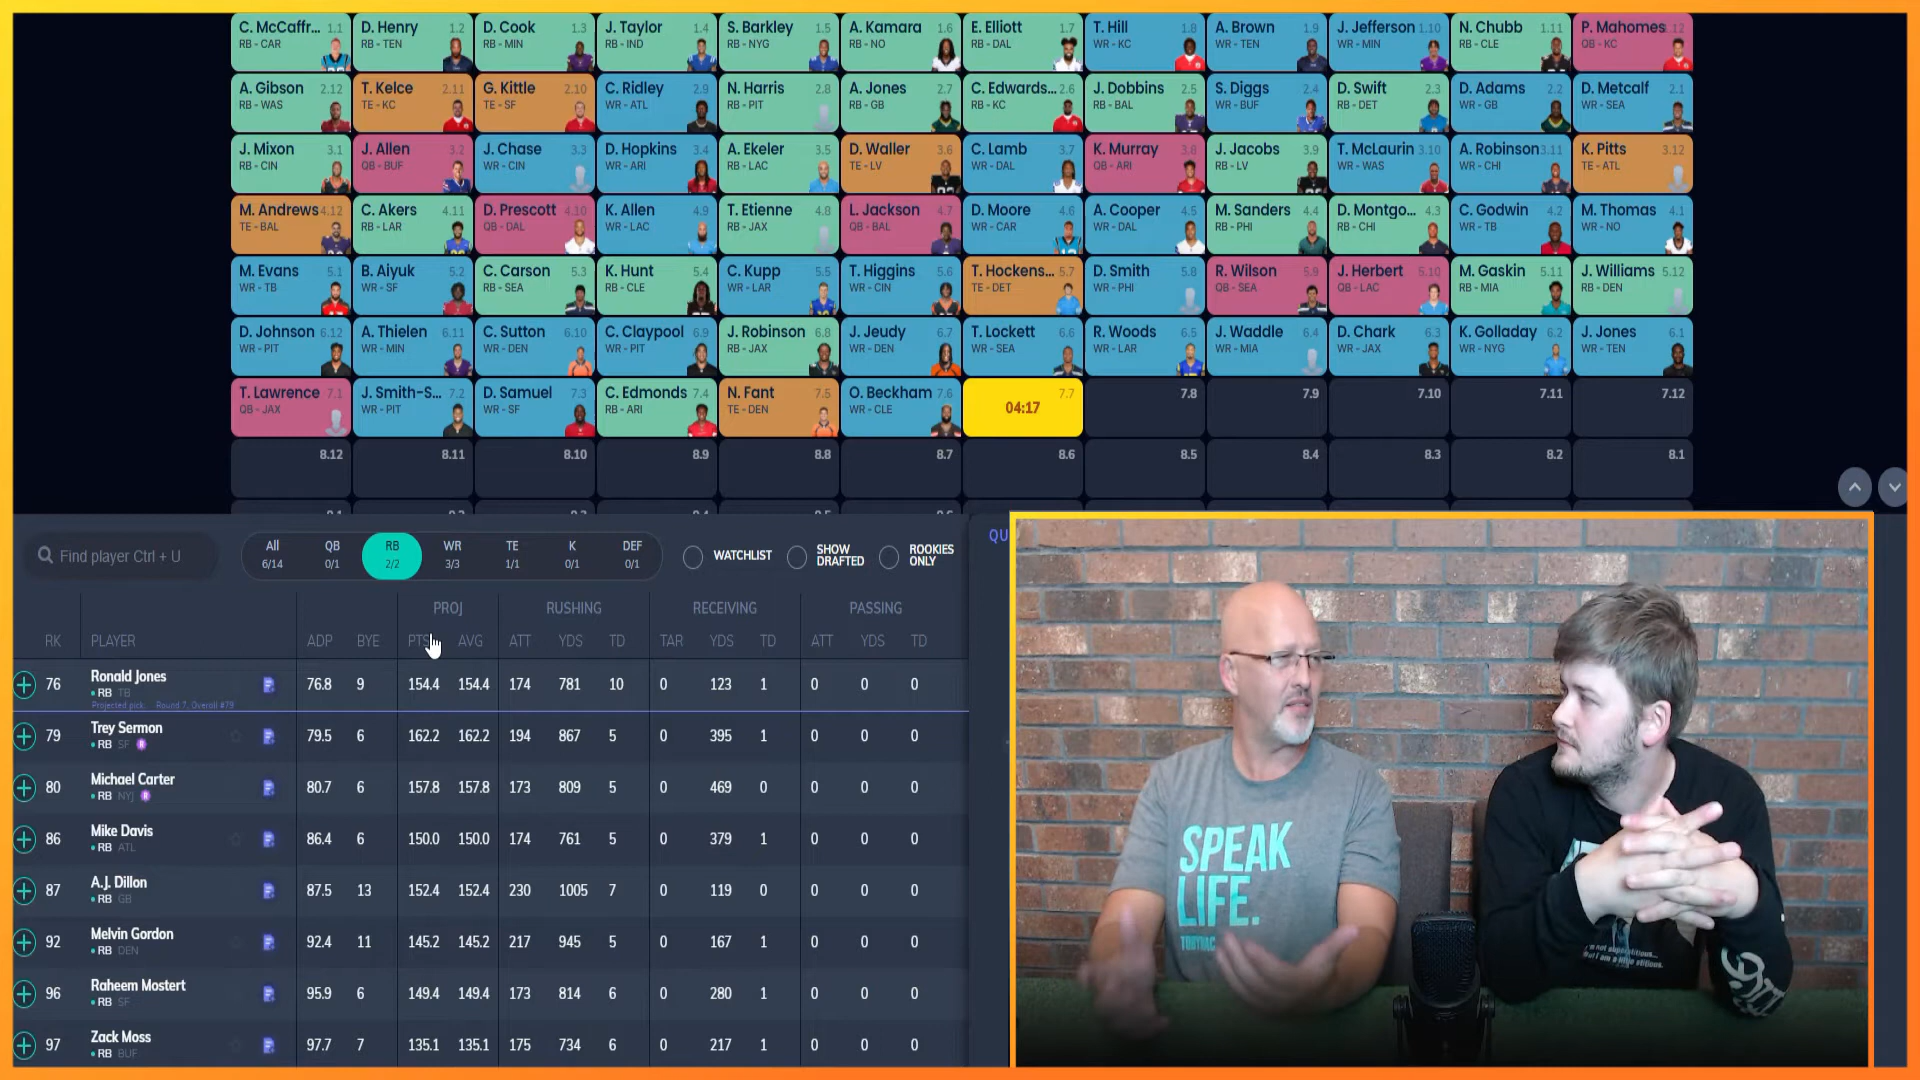 C. McCaffr... 1.1 D. Henry 1.2 D. Cook 1.3 J. Taylor 1.4 S. Barkley 1.5 A. Kamara 1.6 E. Elliott 1.7 T. Hill 1.8 A. Brown 1.9 J. Jefferson 1.10 N. Chubb 1.11 P. Mahomes 1.12
RB - CAR RB - TEN RB - MIN RB - IND RB - NYG RB - NO RB - DAL WR - KC WR - TEN WR - MIN RB - CLE QB - KC
A. Gibson 2.12 T. Kelce 2.11 G. Kittle 2.10 C. Ridley 2.9 N. Harris 2.8 A. Jones 2.7 C. Edwards... 2.6 J. Dobbins 2.5 S. Diggs 2.4 D. Swift 2.3 D. Adams 2.2 D. Metcalf 2.1
RB - WAS TE - KC TE - SF WR - ATL RB - PIT RB - GB RB - KC RB - BAL WR - BUF RB - DET WR - GB WR - SEA
J. Mixon 3.1 J. Allen 3.2 J. Chase 3.3 D. Hopkins 3.4 A. Ekeler 3.5 D. Waller 3.6 C. Lamb 3.7 K. Murray 3.8 J. Jacobs 3.9 T. McLaurin 3.10 A. Robinson 3.11 K. Pitts 3.12
RB - CIN QB - BUF WR - CIN WR - ARI RB - LAC TE - LV WR - DAL QB - ARI RB - LV WR - WAS WR - CHI TE - ATL
M. Andrews 4.12 C. Akers 4.11 D. Prescott 4.10 K. Allen 4.9 T. Etienne 4.8 L. Jackson 4.7 D. Moore 4.6 A. Cooper 4.5 M. Sanders 4.4 D. Montgo... 4.3 C. Godwin 4.2 M. Thomas 4.1
TE - BAL RB - LAR QB - DAL WR - LAC RB - JAX QB - BAL WR - CAR WR - DAL RB - PHI RB - CHI WR - TB WR - NO
M. Evans 5.1 B. Aiyuk 5.2 C. Carson 5.3 K. Hunt 5.4 C. Kupp 5.5 T. Higgins 5.6 T. Hockens... 5.7 D. Smith 5.8 R. Wilson 5.9 J. Herbert 5.10 M. Gaskin 5.11 J. Williams 5.12
WR - TB WR - SF RB - SEA RB - CLE WR - LAR WR - CIN TE - DET WR - PHI QB - SEA QB - LAC RB - MIA RB - DEN
D. Johnson 6.12 A. Thielen 6.11 C. Sutton 6.10 C. Claypool 6.9 J. Robinson 6.8 J. Jeudy 6.7 T. Lockett 6.6 R. Woods 6.5 J. Waddle 6.4 D. Chark 6.3 K. Golladay 6.2 J. Jones 6.1
WR - PIT WR - MIN WR - DEN WR - PIT RB - JAX WR - DEN WR - SEA WR - LAR WR - MIA WR - JAX WR - NYG WR - TEN
T. Lawrence 7.1 J. Smith-S... 7.2 D. Samuel 7.3 C. Edmonds 7.4 N. Fant 7.5 O. Beckham 7.6 7.7 7.8 7.9 7.10 7.11 7.12
QB - JAX WR - PIT WR - SF RB - ARI TE - DEN WR - CLE 04:17
8.12 8.11 8.10 8.9 8.8 8.7 8.6 8.5 8.4 8.3 8.2 8.1
Find player Ctrl + U
All QB RB WR TE K DEF
6/14 0/1 2/2 3/3 1/1 0/1 0/1
WATCHLIST
SHOW DRAFTED
ROOKIES ONLY
QU
PROJ RUSHING RECEIVING PASSING
RK PLAYER ADP BYE PTS AVG ATT YDS TD TAR YDS TD ATT YDS TD
76 Ronald Jones 76.8 9 154.4 154.4 174 781 10 0 123 1 0 0 0
RB TB
Projected pick: Round 7, Overall #79
79 Trey Sermon 79.5 6 162.2 162.2 194 867 5 0 395 1 0 0 0
RB SF R
80 Michael Carter 80.7 6 157.8 157.8 173 809 5 0 469 0 0 0 0
RB NYJ R
86 Mike Davis 86.4 6 150.0 150.0 174 761 5 0 379 1 0 0 0
RB ATL
87 A.J. Dillon 87.5 13 152.4 152.4 230 1005 7 0 119 0 0 0 0
RB GB
92 Melvin Gordon 92.4 11 145.2 145.2 217 945 5 0 167 1 0 0 0
RB DEN
96 Raheem Mostert 95.9 6 149.4 149.4 173 814 6 0 280 1 0 0 0
RB SF
97 Zack Moss 97.7 7 135.1 135.1 175 734 6 0 217 1 0 0 0
RB BUF
SPEAK
LIFE.